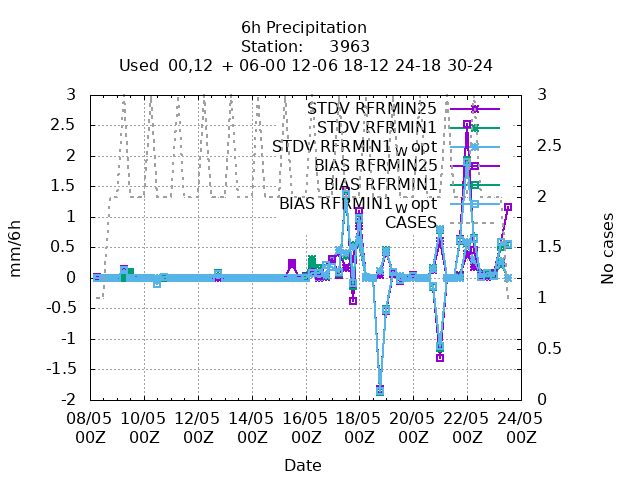 6h Precipitation
Station: 3963
Used 00,12 + 06-00 12-06 18-12 24-18 30-24
STDV RFRMIN25
STDV RFRMIN1
STDV RFRMIN1_w opt
BIAS RFRMIN25
BIAS RFRMIN1
BIAS RFRMIN1_w opt
CASES
mm/6h
3
2.5
2
1.5
1
0.5
0
-0.5
-1
-1.5
-2
No cases
3
2.5
2
1.5
1
0.5
0
08/05 10/05 12/05 14/05 16/05 18/05 20/05 22/05 24/05
00Z 00Z 00Z 00Z 00Z 00Z 00Z 00Z 00Z
Date